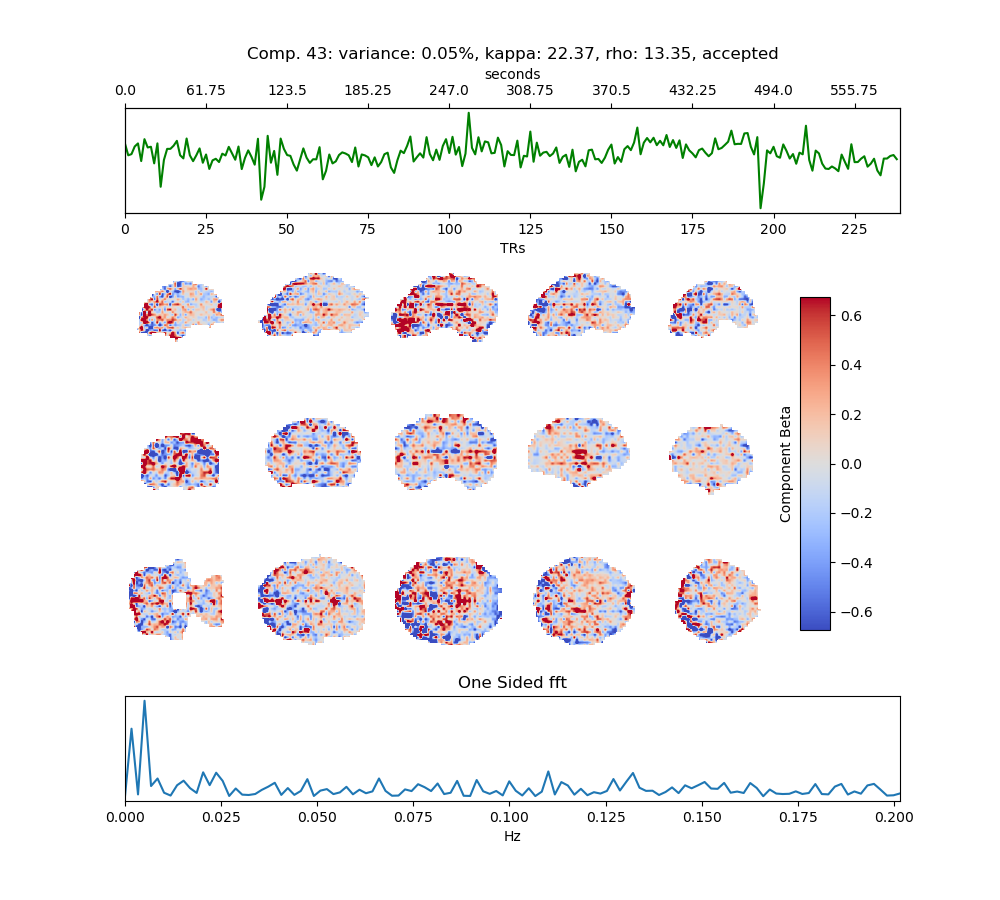 Comp. 43: variance: 0.05%, kappa: 22.37, rho: 13.35, accepted
seconds
0.0 61.75 123.5 185.25 247.0 308.75 370.5 432.25 494.0 555.75
0 25 50 75 100 125 150 175 200 225
TRs
Component Beta
0.6
0.4
0.2
0.0
−0.2
−0.4
−0.6
One Sided fft
0.000 0.025 0.050 0.075 0.100 0.125 0.150 0.175 0.200
Hz